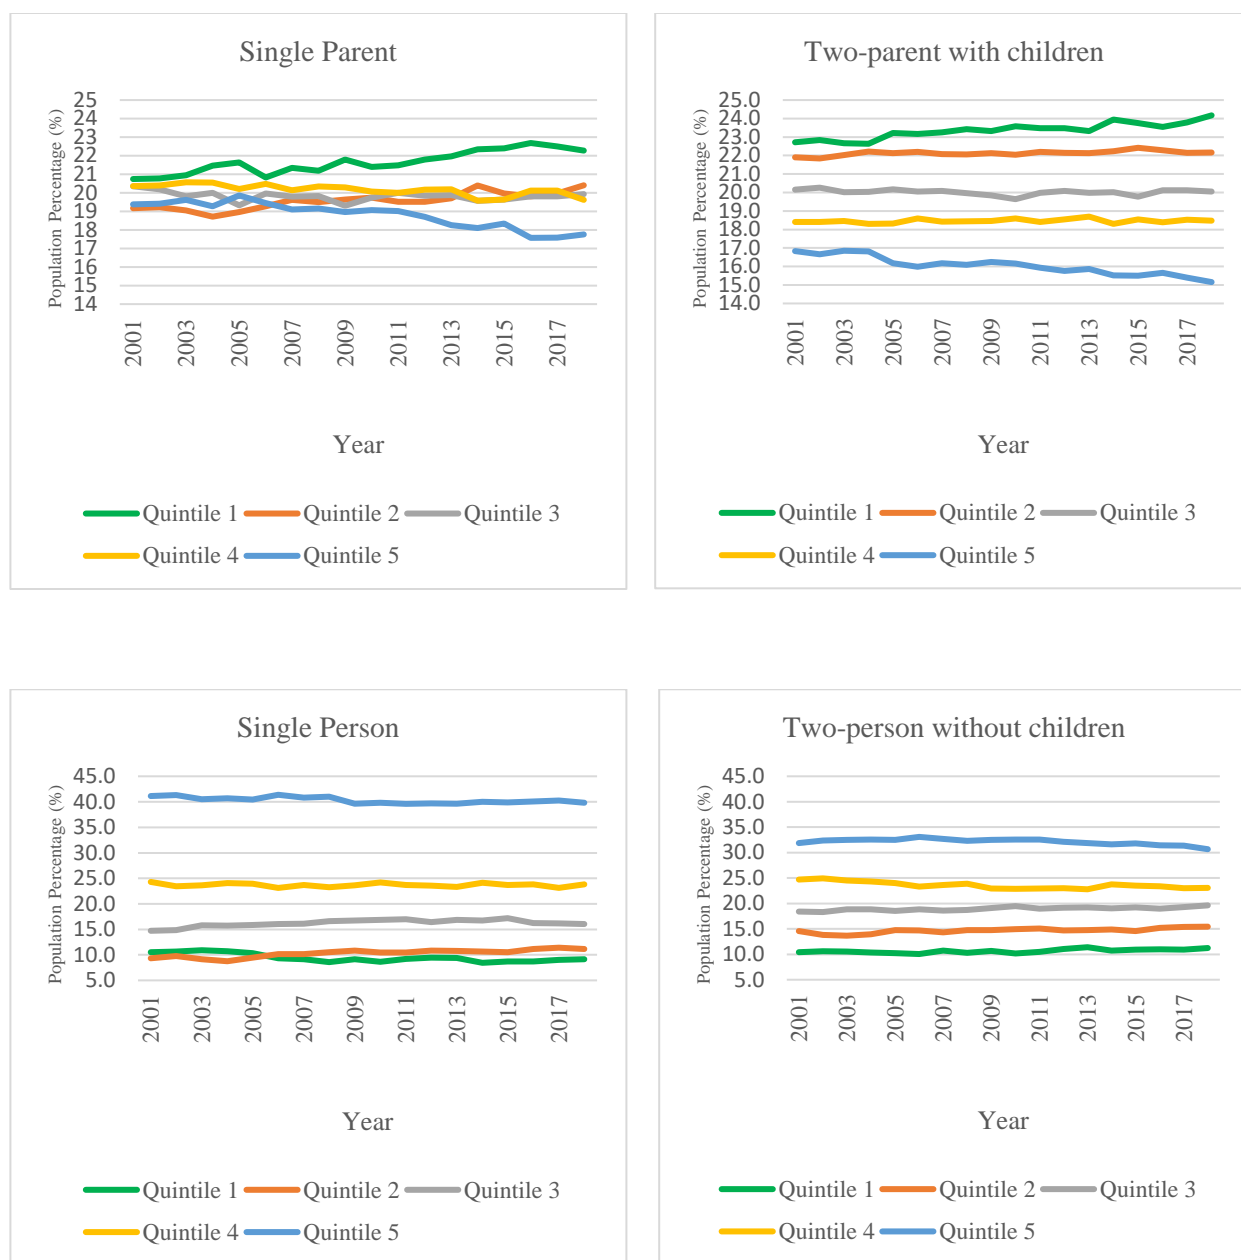 Single Parent
Population Percentage (%)
25
24
23
22
21
20
19
18
17
16
15
14
2001
2003
2005
2007
2009
2011
2013
2015
2017
Year
Quintile 1
Quintile 2
Quintile 3
Quintile 4
Quintile 5
Two-parent with children
Population Percentage (%)
25.0
24.0
23.0
22.0
21.0
20.0
19.0
18.0
17.0
16.0
15.0
14.0
2001
2003
2005
2007
2009
2011
2013
2015
2017
Year
Quintile 1
Quintile 2
Quintile 3
Quintile 4
Quintile 5
Single Person
Population Percentage (%)
45.0
40.0
35.0
30.0
25.0
20.0
15.0
10.0
5.0
2001
2003
2005
2007
2009
2011
2013
2015
2017
Year
Quintile 1
Quintile 2
Quintile 3
Quintile 4
Quintile 5
Two-person without children
Population Percentage (%)
45.0
40.0
35.0
30.0
25.0
20.0
15.0
10.0
5.0
2001
2003
2005
2007
2009
2011
2013
2015
2017
Year
Quintile 1
Quintile 2
Quintile 3
Quintile 4
Quintile 5